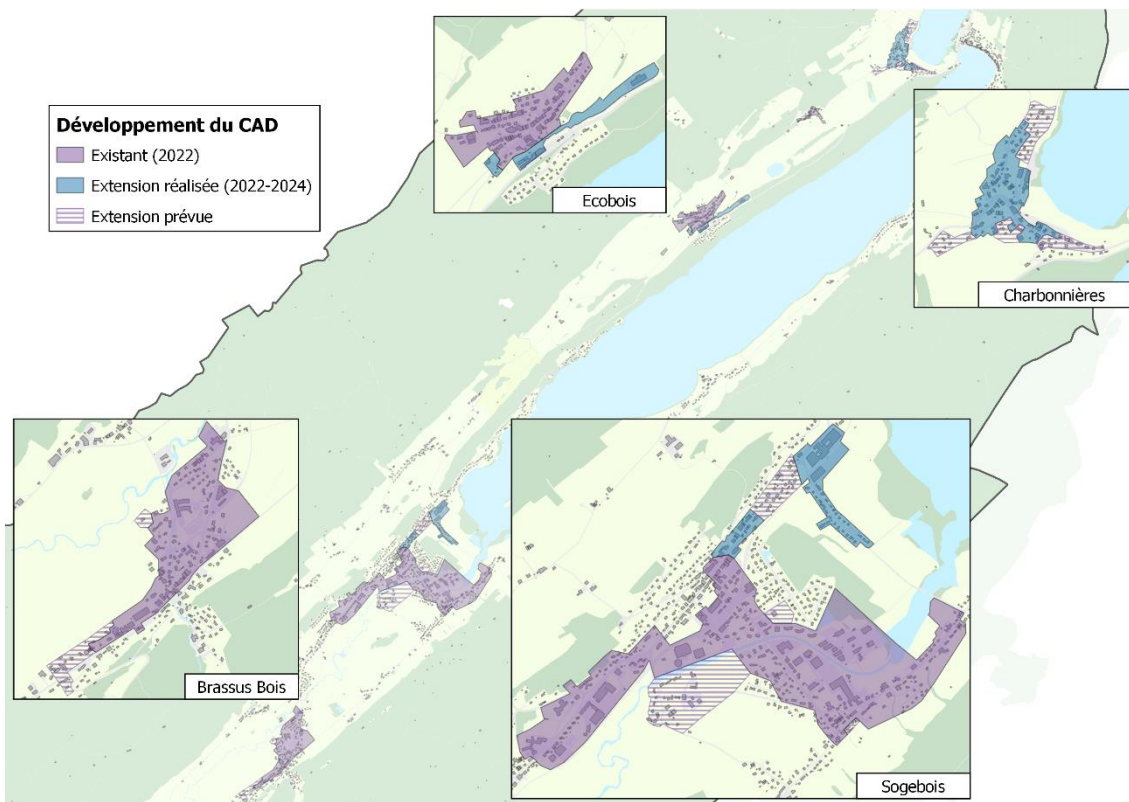 Développement du CAD
Existant (2022)
Extension réalisée (2022-2024)
Extension prévue
Ecobois
Charbonnières
Brassus Bois
Sogebois